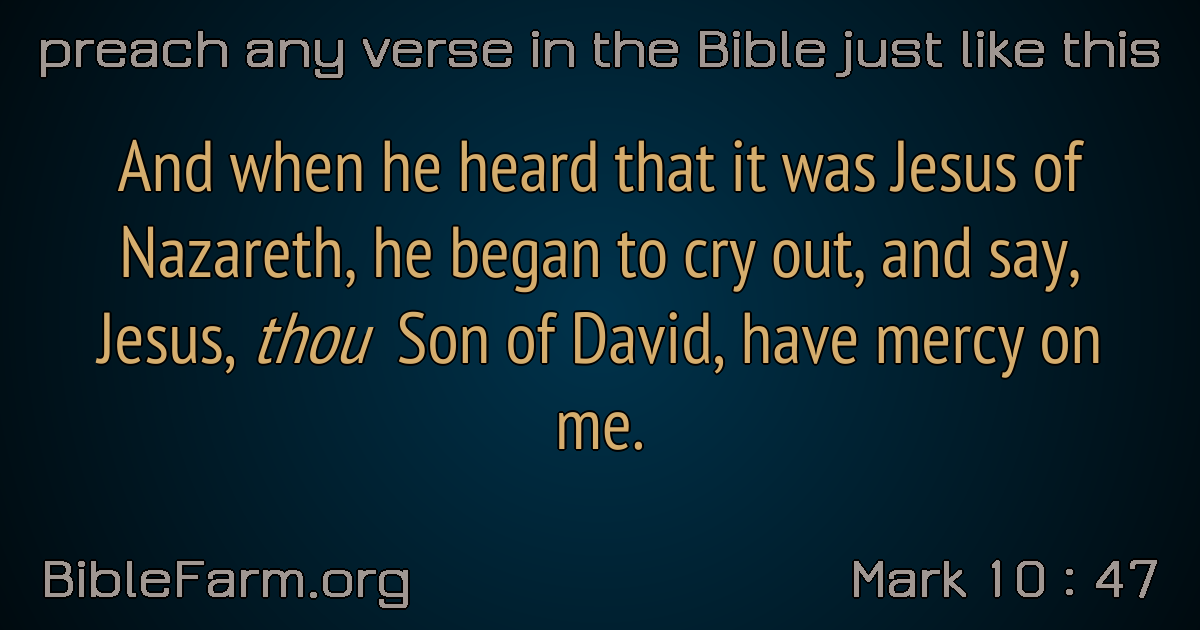 preach any verse in the Bible just like this
And when he heard that it was Jesus of
Nazareth, he began to cry out, and say,
Jesus, thou Son of David, have mercy on
me.
BibleFarm.org
Mark 10 : 47